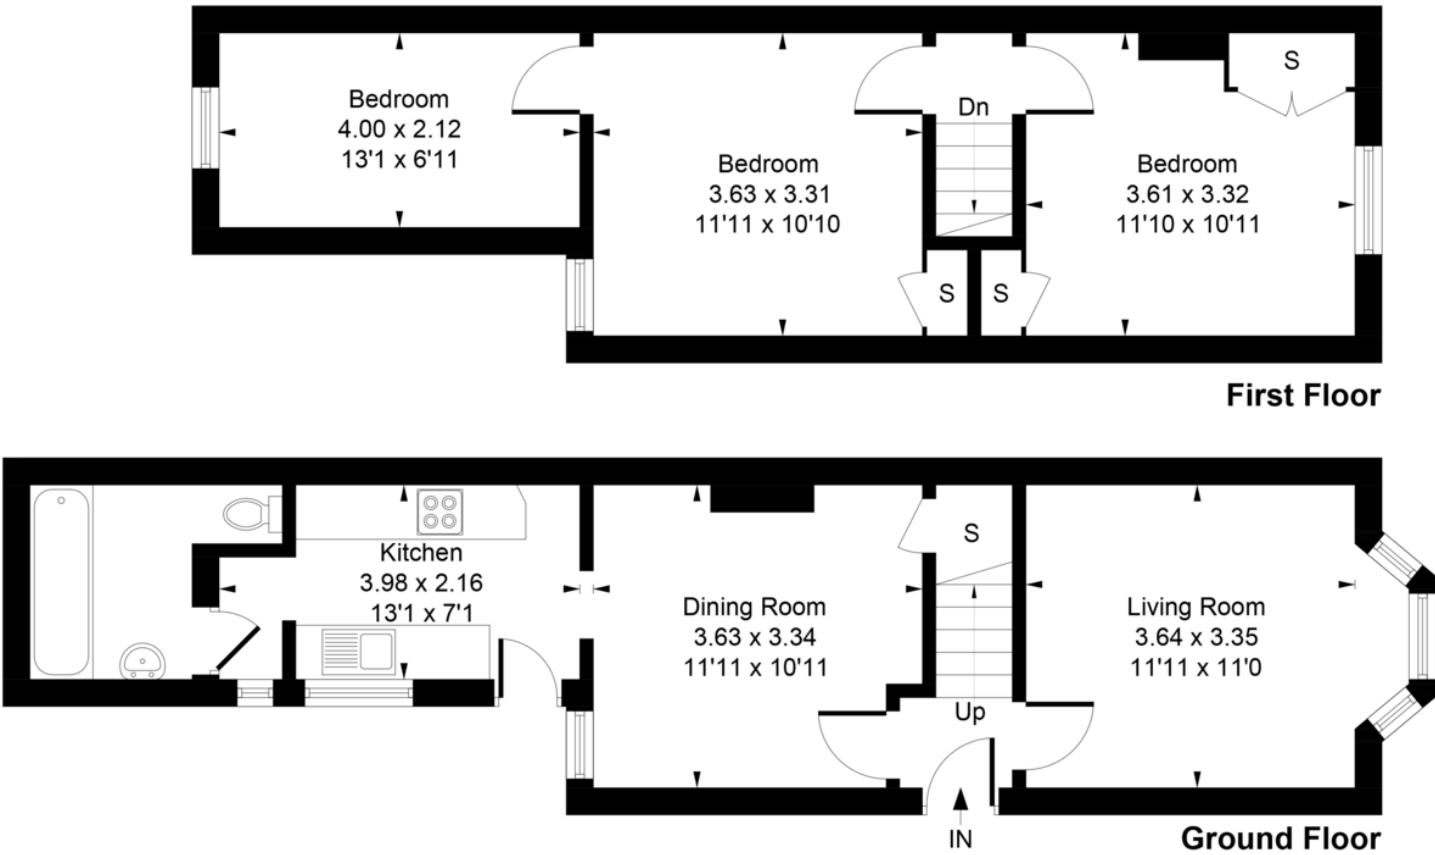 Bedroom
4.00 x 2.12
13'1 x 6'11
Bedroom
3.63 x 3.31
11'11 x 10'10
Dn
Bedroom
3.61 x 3.32
11'10 x 10'11
S
S
S
First Floor
Kitchen
3.98 x 2.16
13'1 x 7'1
Dining Room
3.63 x 3.34
11'11 x 10'11
S
Up
Living Room
3.64 x 3.35
11'11 x 11'0
IN
Ground Floor